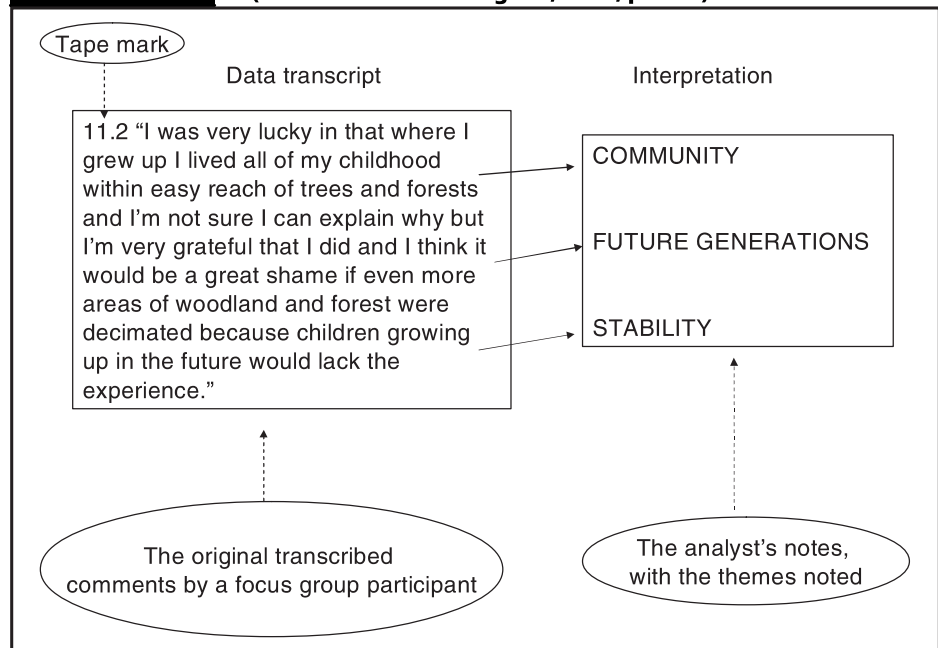 Tape mark
Data transcript
Interpretation
11.2 “I was very lucky in that where I
grew up I lived all of my childhood
within easy reach of trees and forests
and I’m not sure I can explain why but
I’m very grateful that I did and I think it
would be a great shame if even more
areas of woodland and forest were
decimated because children growing
up in the future would lack the
experience.”
COMMUNITY
FUTURE GENERATIONS
STABILITY
The original transcribed
comments by a focus group participant
The analyst’s notes,
with the themes noted